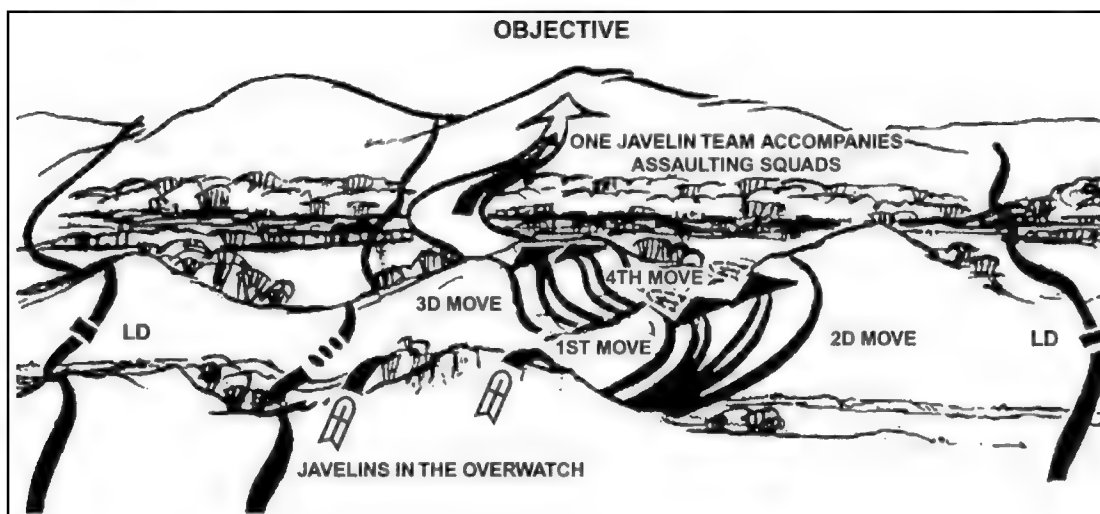 OBJECTIVE
ONE JAVELIN TEAM ACCOMPANIES
ASSAULTING SQUADS
4TH MOVE
3D MOVE
LD
1ST MOVE
2D MOVE
LD
JAVELINS IN THE OVERWATCH